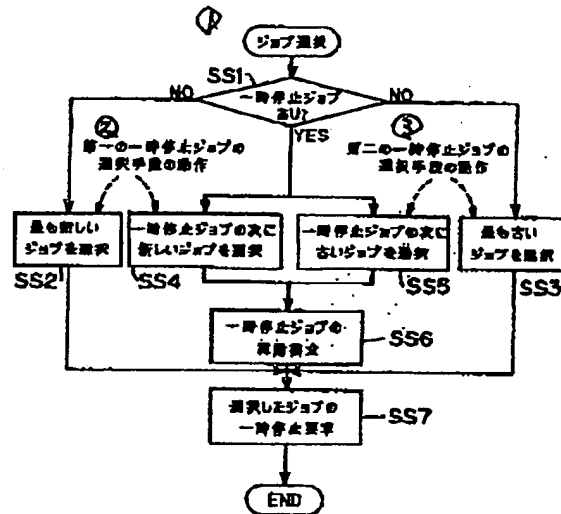 ①
ジョブ選択
SS1
一時停止ジョブ
あり?
NO
NO
YES
②
第一の一時停止ジョブの
選択手段の動作
③
第二の一時停止ジョブの
選択手段の動作
最も新しい
ジョブを選択
一時停止ジョブの次に
新しいジョブを選択
一時停止ジョブの次に
古いジョブを選択
最も古い
ジョブを選択
SS2
SS4
SS5
SS3
一時停止ジョブの
SS6
選択したジョブの
一時停止要求
SS7
END